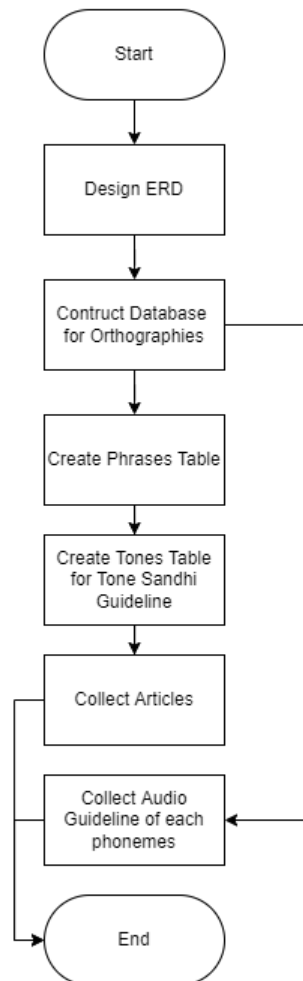 Start
Design ERD
Contruct Database
for Orthographies
Create Phrases Table
Create Tones Table
for Tone Sandhi
Guideline
Collect Articles
Collect Audio
Guideline of each
phonemes
End